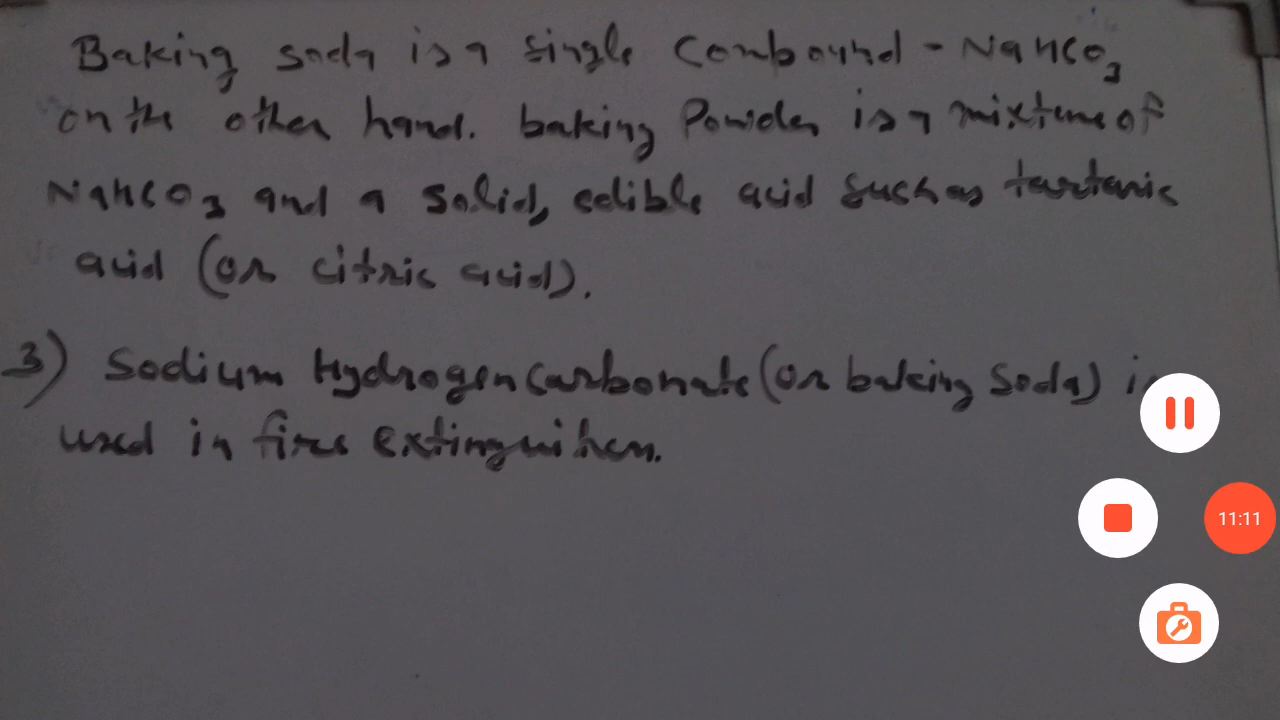 Baking soda is a single Combound - NaHCO3
on the other hand. baking Powder is a mixture of
NaHCO3 and a solid, edible acid such as tartaric
acid (or citric acid).
3) Sodium Hydrogen Carbonate (or baking Soda) is
used in fire extinguiher.
11:11